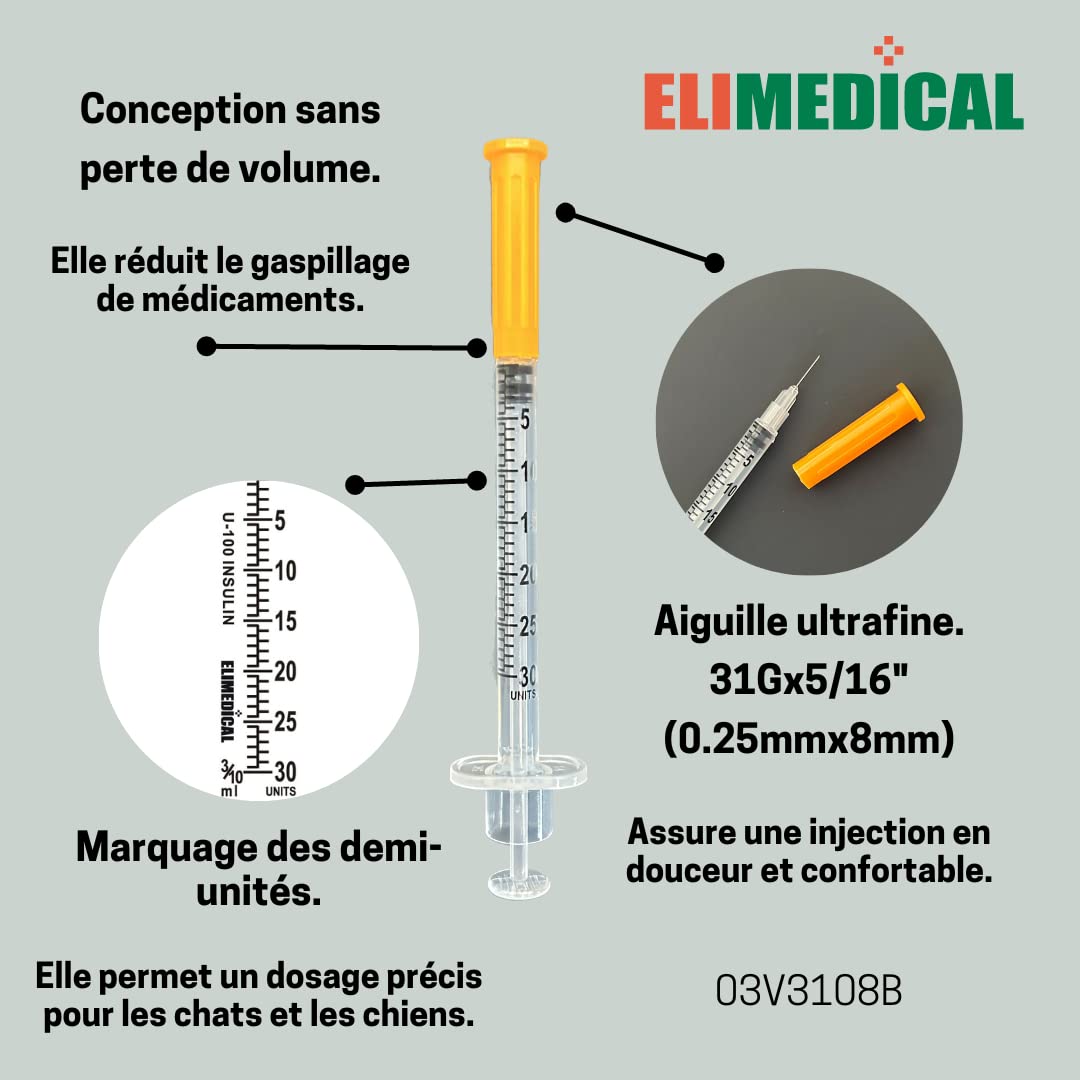 ELIMEDICAL
Conception sans
perte de volume.
Elle réduit le gaspillage
de médicaments.
5
10
15
20
25
30
UNITS
5
10
15
U-100 INSULIN
ELIMEDICAL
5
10
15
20
25
30
3/10
ml
UNITS
Aiguille ultrafine.
31Gx5/16"
(0.25mmx8mm)
Marquage des demi-
unités.
Assure une injection en
douceur et confortable.
Elle permet un dosage précis
pour les chats et les chiens.
03V3108B